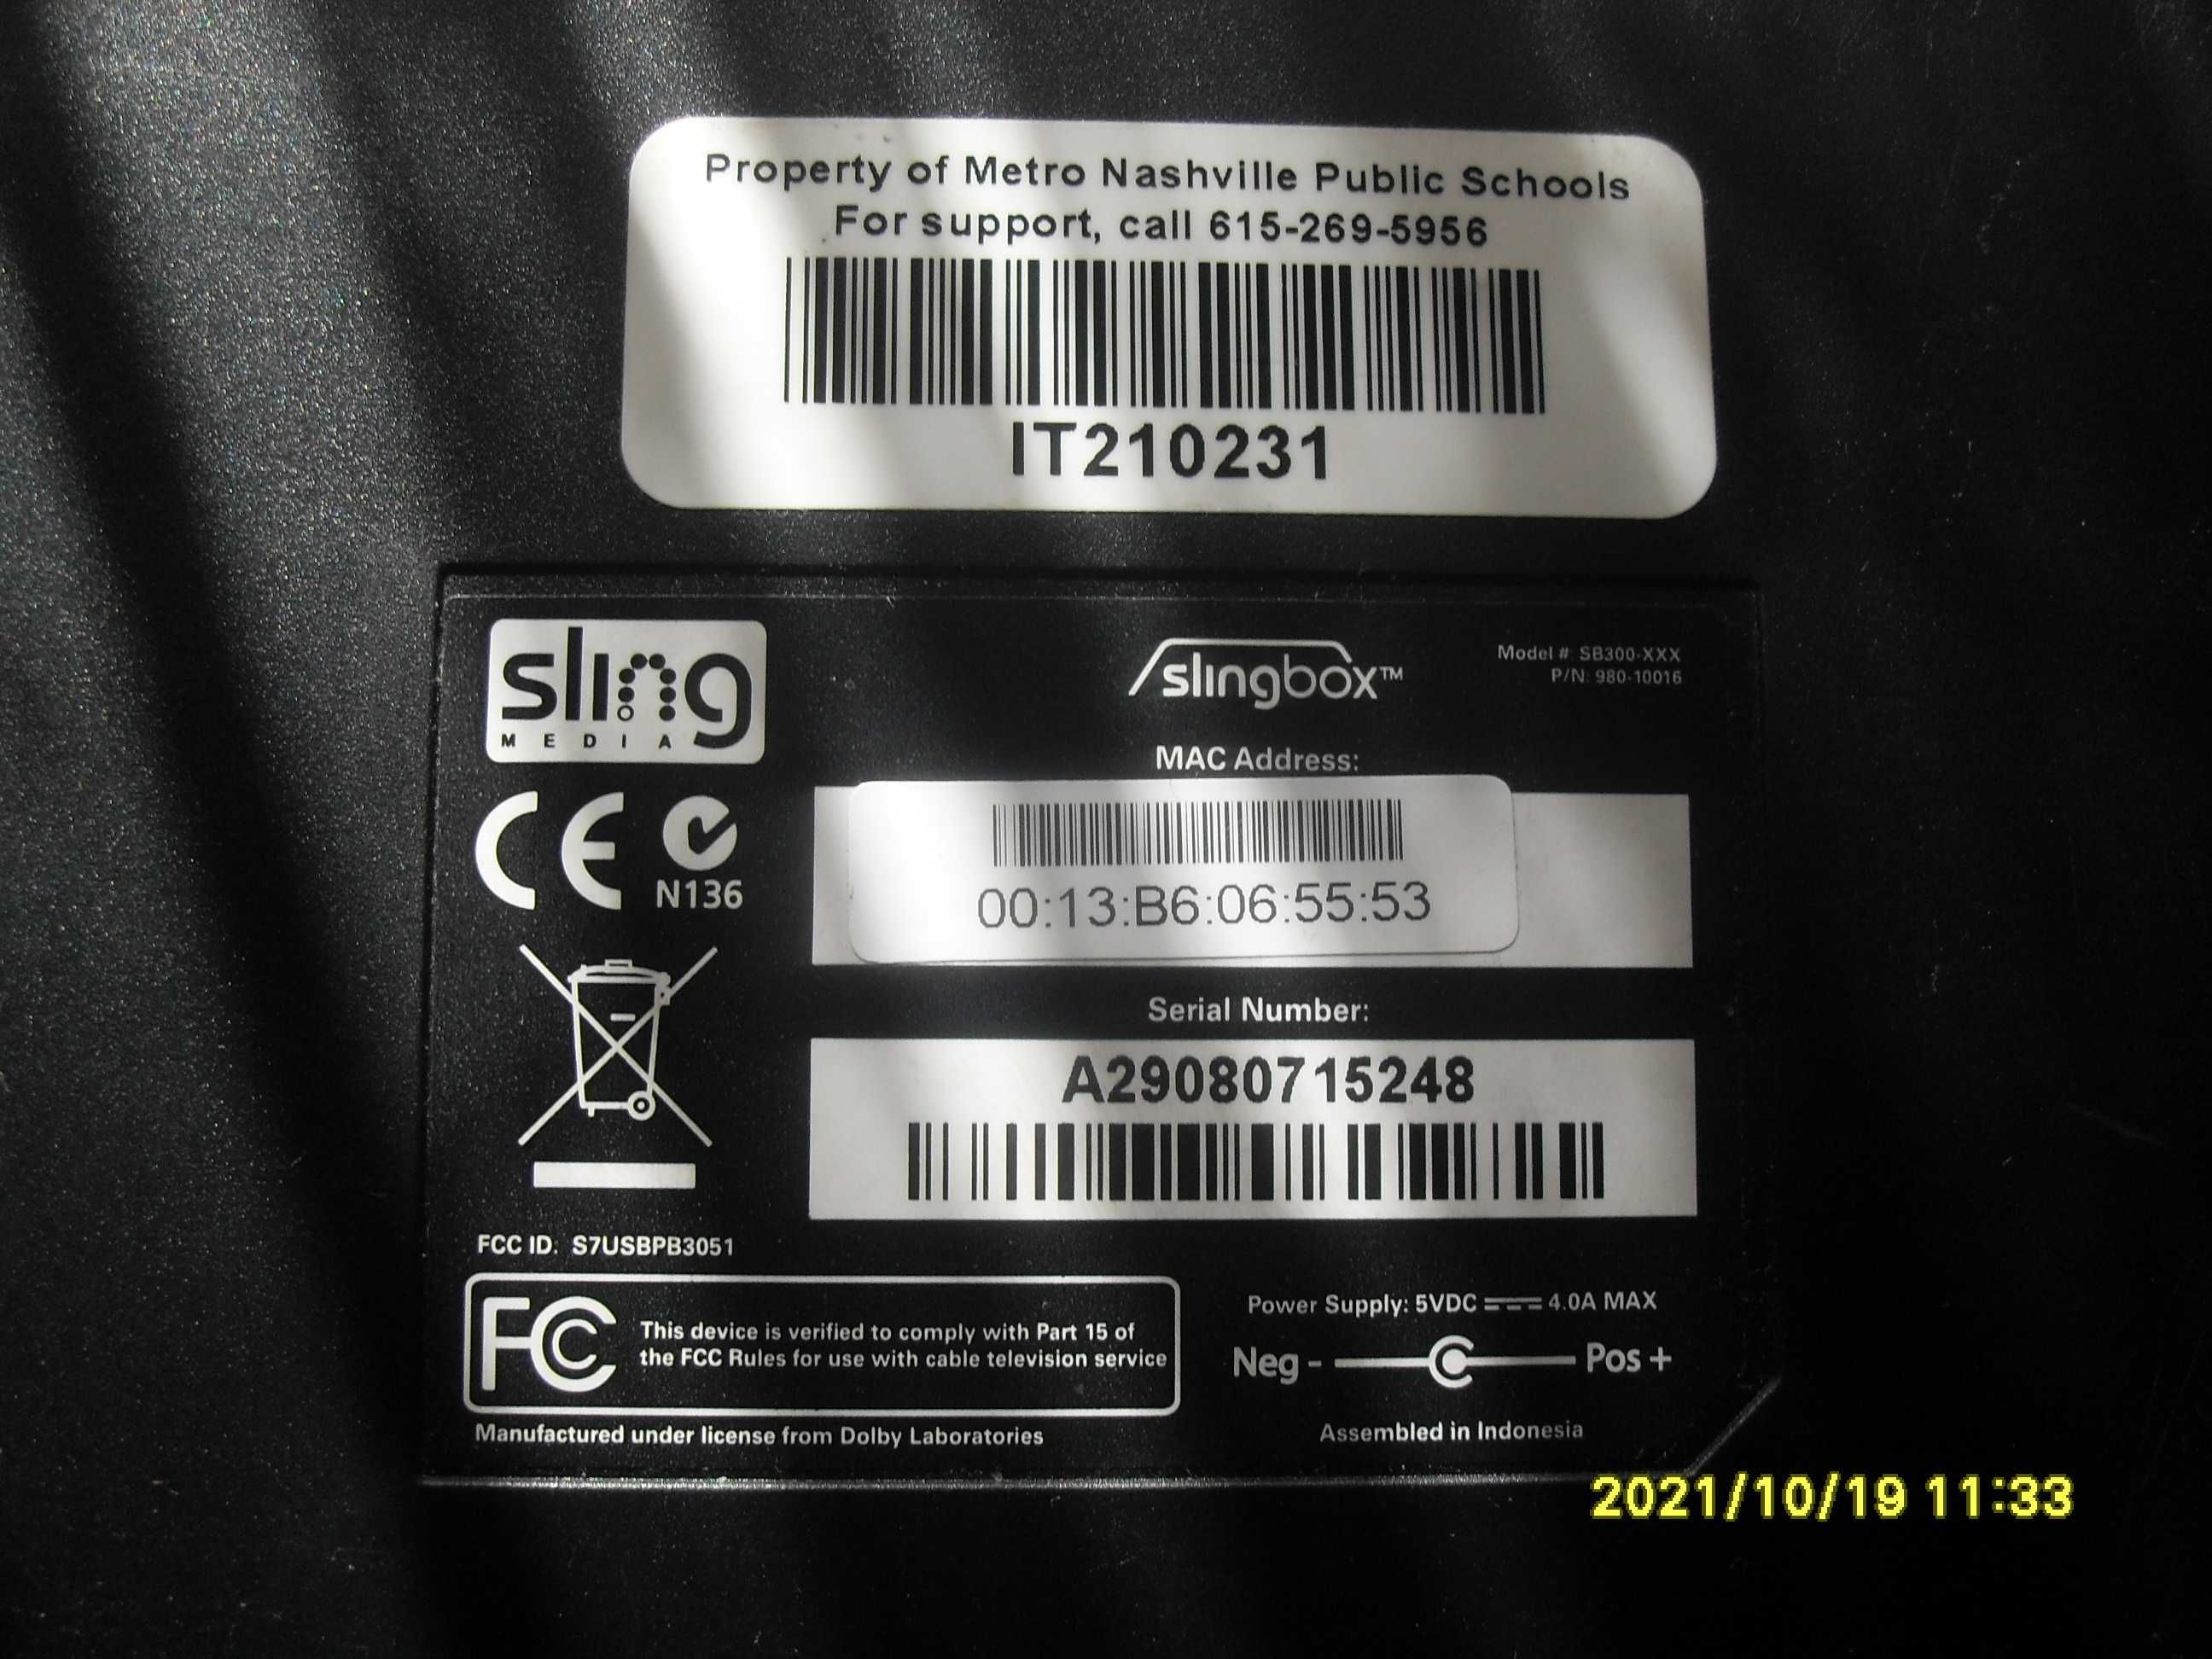 Property of Metro Nashville Public Schools
For support, call 615-269-5956
IT210231
sling
MEDIA
slingbox™
Model # SB300-XXX
P/N: 980-10016
MAC Address:
00:13:B6:06:55:53
CE
N136
Serial Number:
A29080715248
FCC ID: S7USBPB3051
FC
This device is verified to comply with Part 15 of
the FCC Rules for use with cable television service
Manufactured under license from Dolby Laboratories
Power Supply: 5VDC 4.0A MAX
Neg - Pos +
Assembled in Indonesia
2021/10/19 11:33